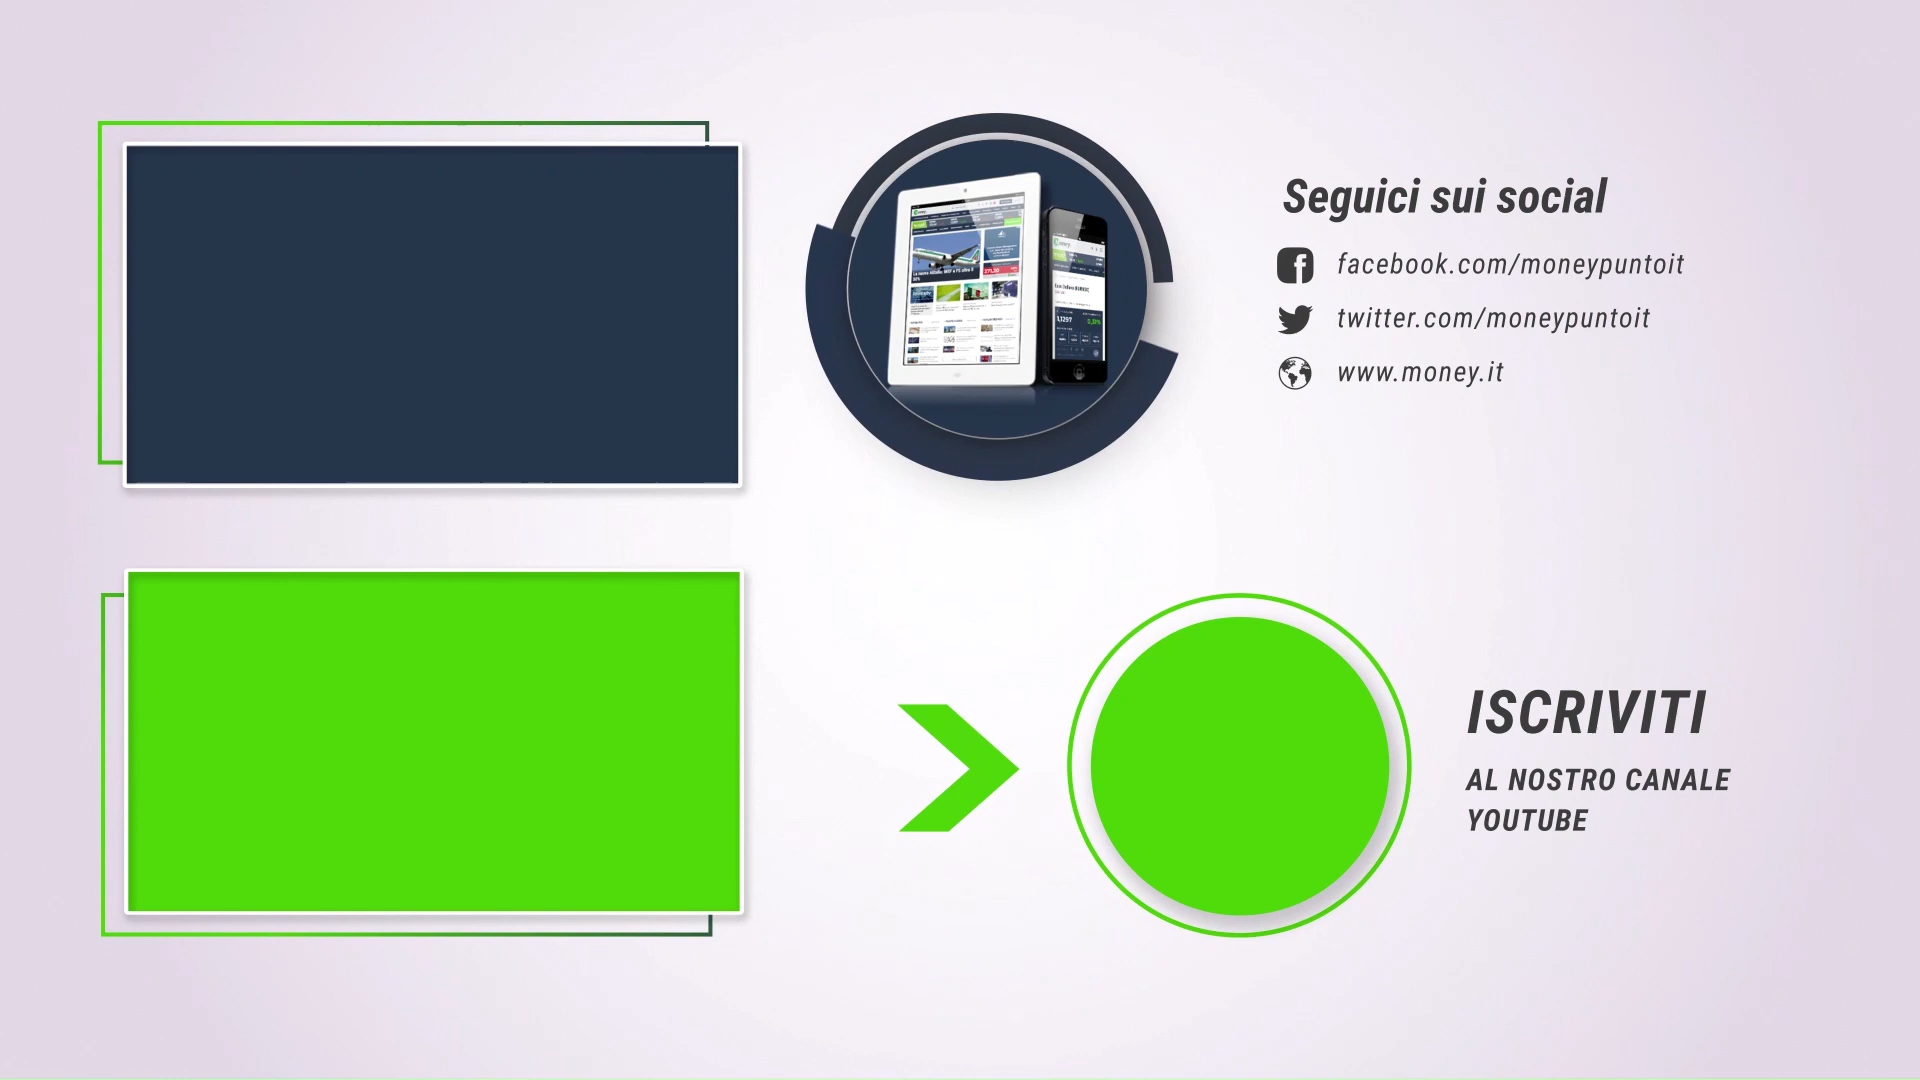 Seguici sui social
facebook.com/moneypuntoit
twitter.com/moneypuntoit
www.money.it
ISCRIVITI
AL NOSTRO CANALE
YOUTUBE